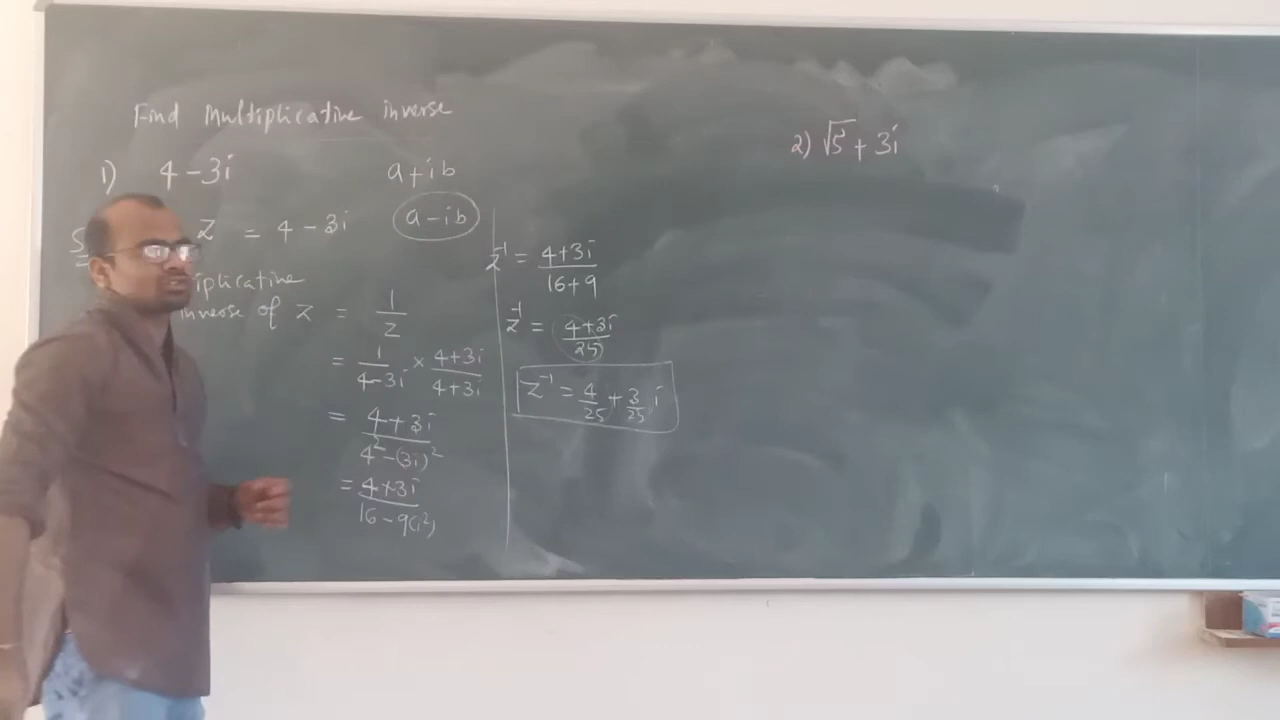 Find Multiplicative inverse
1) 4-3i
a+ib
z = 4-3i
a-ib
inverse of z = 1/z
= 1/4-3i × 4+3i/4+3i
= 4+3i/4²-(3i)²
= 4+3i/16-9(i²)
z⁻¹ = 4+3i/16+9
z⁻¹ = 4+3i/25
z⁻¹ = 4/25 + 3/25 i
2) √5 + 3i